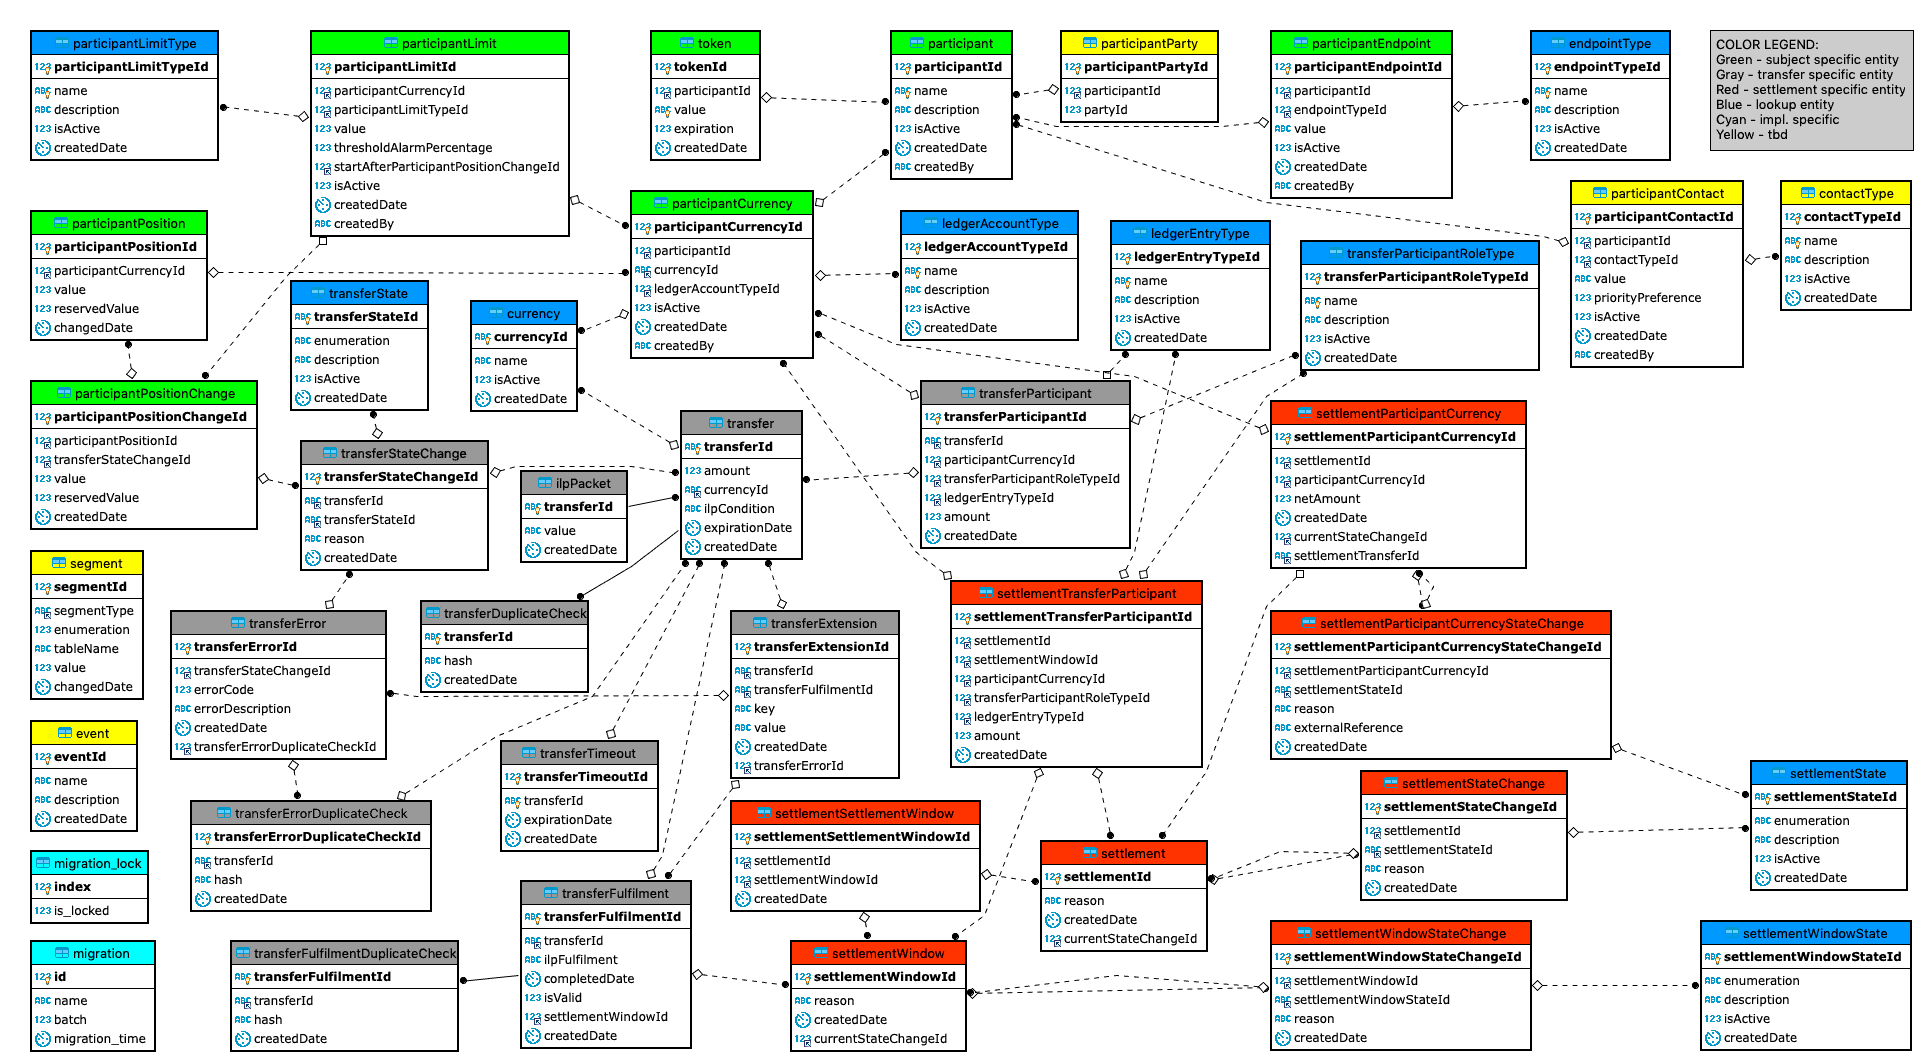 participantLimitType
participantLimitTypeId
name
description
isActive
createdDate
participantLimit
participantLimitId
participantCurrencyId
participantLimitTypeId
value
thresholdAlarmPercentage
startAfterParticipantPositionChangeId
isActive
createdDate
createdBy
token
tokenId
participantId
value
expiration
createdDate
participant
participantId
name
description
isActive
createdDate
createdBy
participantParty
participantPartyId
participantId
partyId
participantEndpoint
participantEndpointId
participantId
endpointTypeId
value
isActive
createdDate
createdBy
endpointType
endpointTypeId
name
description
isActive
createdDate
COLOR LEGEND:
Green - subject specific entity
Gray - transfer specific entity
Red - settlement specific entity
Blue - lookup entity
Cyan - impl. specific
Yellow - tbd
participantPosition
participantPositionId
participantCurrencyId
value
reservedValue
changedDate
transferState
transferStateId
enumeration
description
isActive
createdDate
currency
currencyId
name
isActive
createdDate
participantCurrency
participantCurrencyId
participantId
currencyId
ledgerAccountTypeId
isActive
createdDate
createdBy
ledgerAccountType
ledgerAccountTypeId
name
description
isActive
createdDate
ledgerEntryType
ledgerEntryTypeId
name
description
isActive
createdDate
transferParticipantRoleType
transferParticipantRoleTypeId
name
description
isActive
createdDate
participantContact
participantContactId
participantId
contactTypeId
value
priorityPreference
isActive
createdDate
createdBy
contactType
contactTypeId
name
description
isActive
createdDate
participantPositionChange
participantPositionChangeId
participantPositionId
transferStateChangeId
value
reservedValue
createdDate
transferStateChange
transferStateChangeId
transferId
transferStateId
reason
createdDate
ilpPacket
transferId
value
createdDate
transfer
transferId
amount
currencyId
ilpCondition
expirationDate
createdDate
transferParticipant
transferParticipantId
transferId
participantCurrencyId
transferParticipantRoleTypeId
ledgerEntryTypeId
amount
createdDate
settlementParticipantCurrency
settlementParticipantCurrencyId
settlementId
participantCurrencyId
netAmount
createdDate
currentStateChangeId
settlementTransferId
segment
segmentId
segmentType
enumeration
tableName
value
changedDate
transferError
transferErrorId
transferStateChangeId
errorCode
errorDescription
createdDate
transferErrorDuplicateCheckId
transferDuplicateCheck
transferId
hash
createdDate
transferExtension
transferExtensionId
transferId
transferFulfilmentId
key
value
createdDate
transferErrorId
settlementTransferParticipant
settlementTransferParticipantId
settlementId
settlementWindowId
participantCurrencyId
transferParticipantRoleTypeId
ledgerEntryTypeId
amount
createdDate
settlementParticipantCurrencyStateChange
settlementParticipantCurrencyStateChangeId
settlementParticipantCurrencyId
settlementStateId
reason
externalReference
createdDate
event
eventId
name
description
createdDate
transferErrorDuplicateCheck
transferErrorDuplicateCheckId
transferId
hash
createdDate
transferTimeout
transferTimeoutId
transferId
expirationDate
createdDate
settlementSettlementWindow
settlementSettlementWindowId
settlementId
settlementWindowId
createdDate
settlement
settlementId
reason
createdDate
currentStateChangeId
settlementStateChange
settlementStateChangeId
settlementId
settlementStateId
reason
createdDate
settlementState
settlementStateId
enumeration
description
isActive
createdDate
migration_lock
index
is_locked
migration
id
name
batch
migration_time
transferFulfilmentDuplicateCheck
transferFulfilmentId
transferId
hash
createdDate
transferFulfilment
transferFulfilmentId
transferId
ilpFulfilment
completedDate
isValid
settlementWindowId
createdDate
settlementWindow
settlementWindowId
reason
createdDate
currentStateChangeId
settlementWindowStateChange
settlementWindowStateChangeId
settlementWindowId
settlementWindowStateId
reason
createdDate
settlementWindowState
settlementWindowStateId
enumeration
description
isActive
createdDate